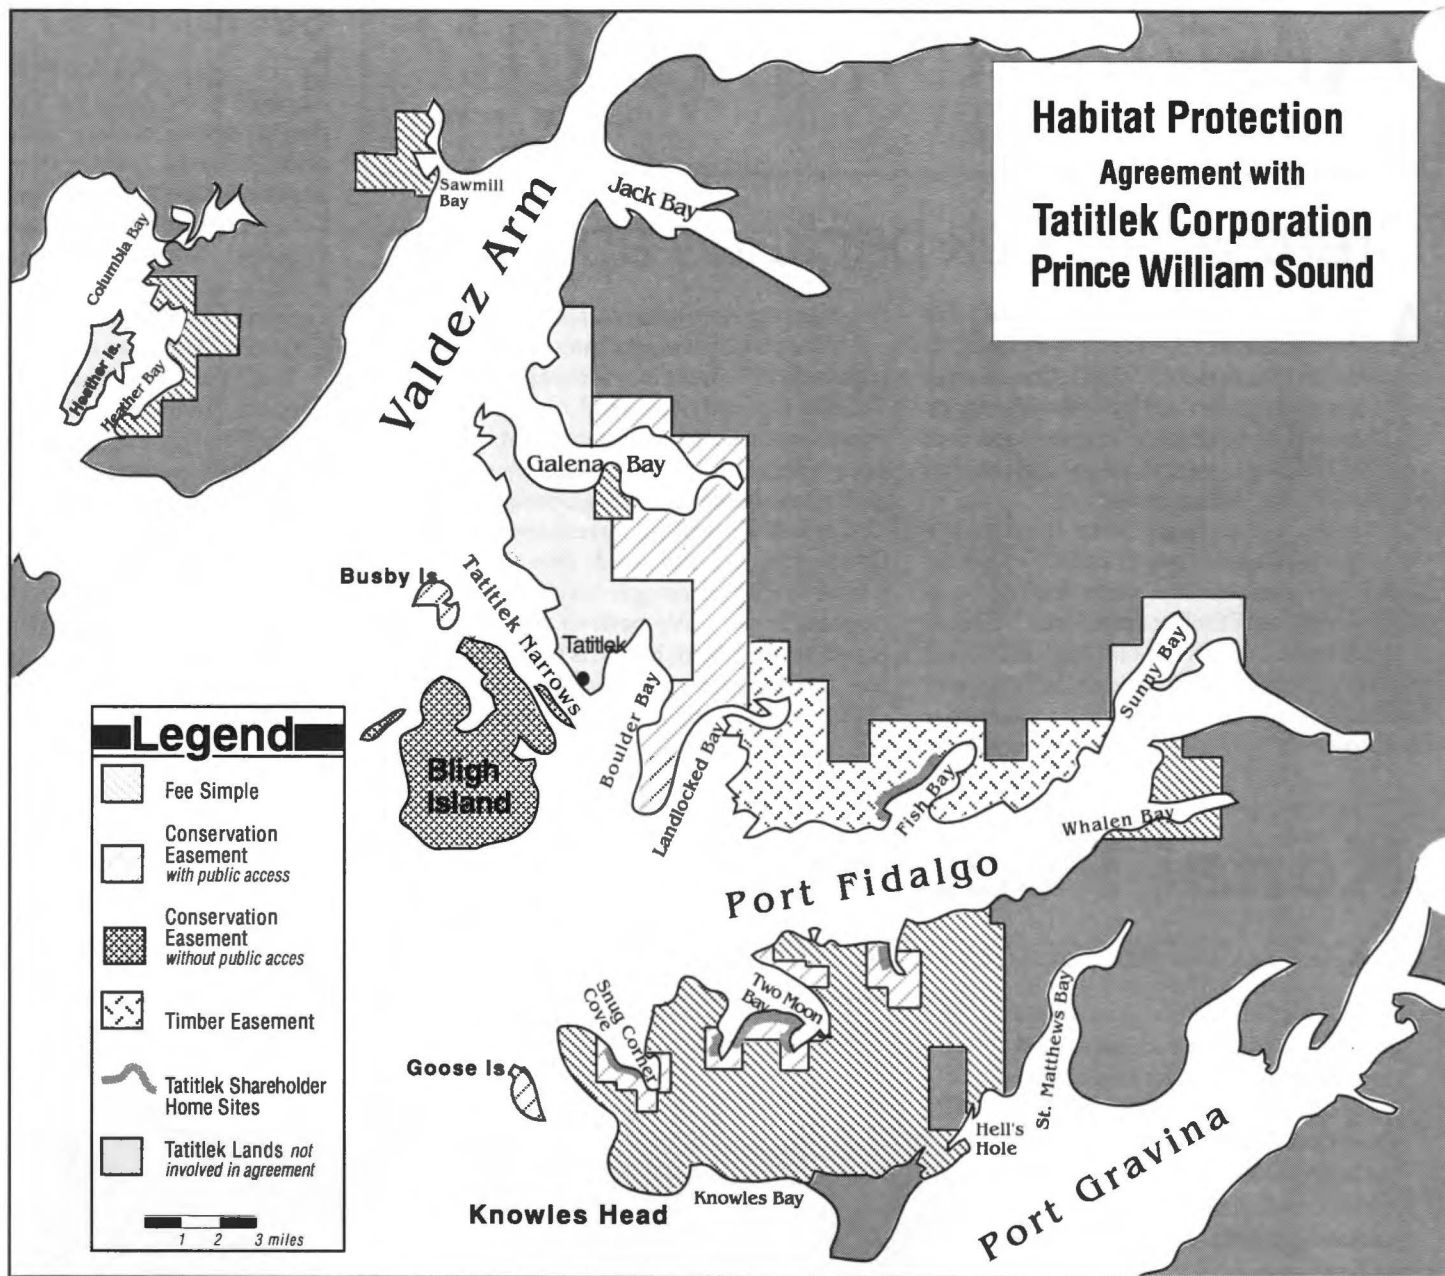 Habitat Protection
Agreement with
Tatitlek Corporation
Prince William Sound
Sawmill
Bay
Jack Bay
Valdez Arm
Columbia Bay
Heather Is.
Heather Bay
Galena Bay
Busby Is.
Tatitlek Narrows
Tatitlek
Bligh
Island
Boulder Bay
Landlocked Bay
Fish Bay
Sunny Bay
Whalen Bay
Port Fidalgo
Two Moon
Bay
Snug Corner
Cove
Goose Is.
St. Matthews Bay
Hell's
Hole
Knowles Bay
Knowles Head
Port Gravina
Legend
Fee Simple
Conservation
Easement
with public access
Conservation
Easement
without public acces
Timber Easement
Tatitlek Shareholder
Home Sites
Tatitlek Lands not
involved in agreement
1 2 3 miles